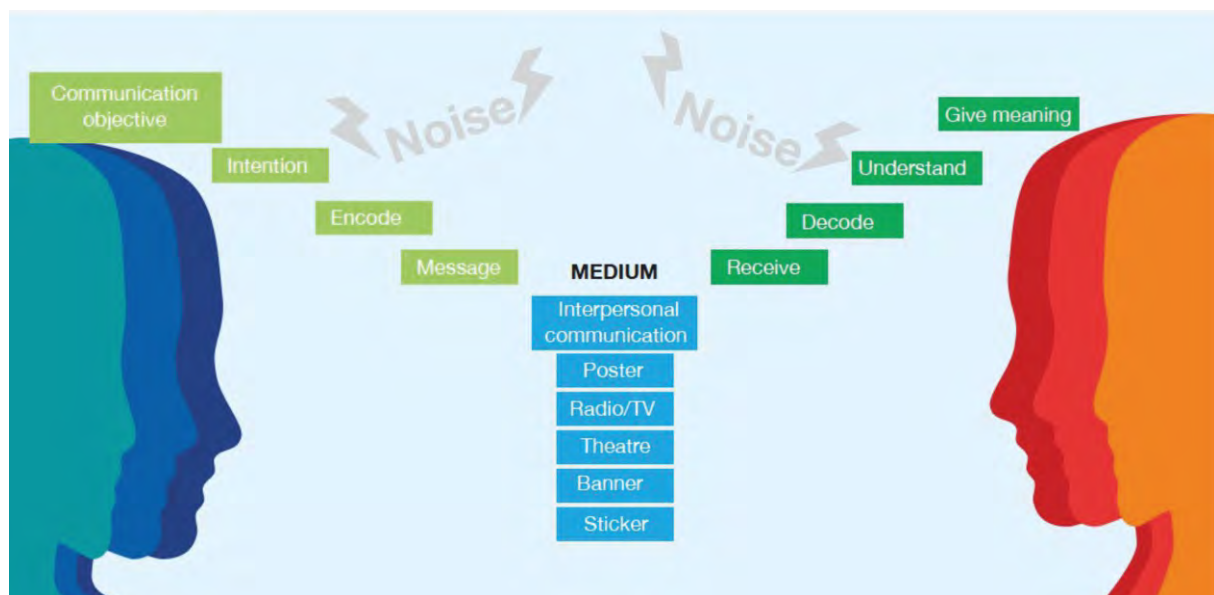 Communication
objective
Intention
Encode
Message
Noise
Noise
Give meaning
Understand
Decode
Receive
MEDIUM
Interpersonal
communication
Poster
Radio/TV
Theatre
Banner
Sticker